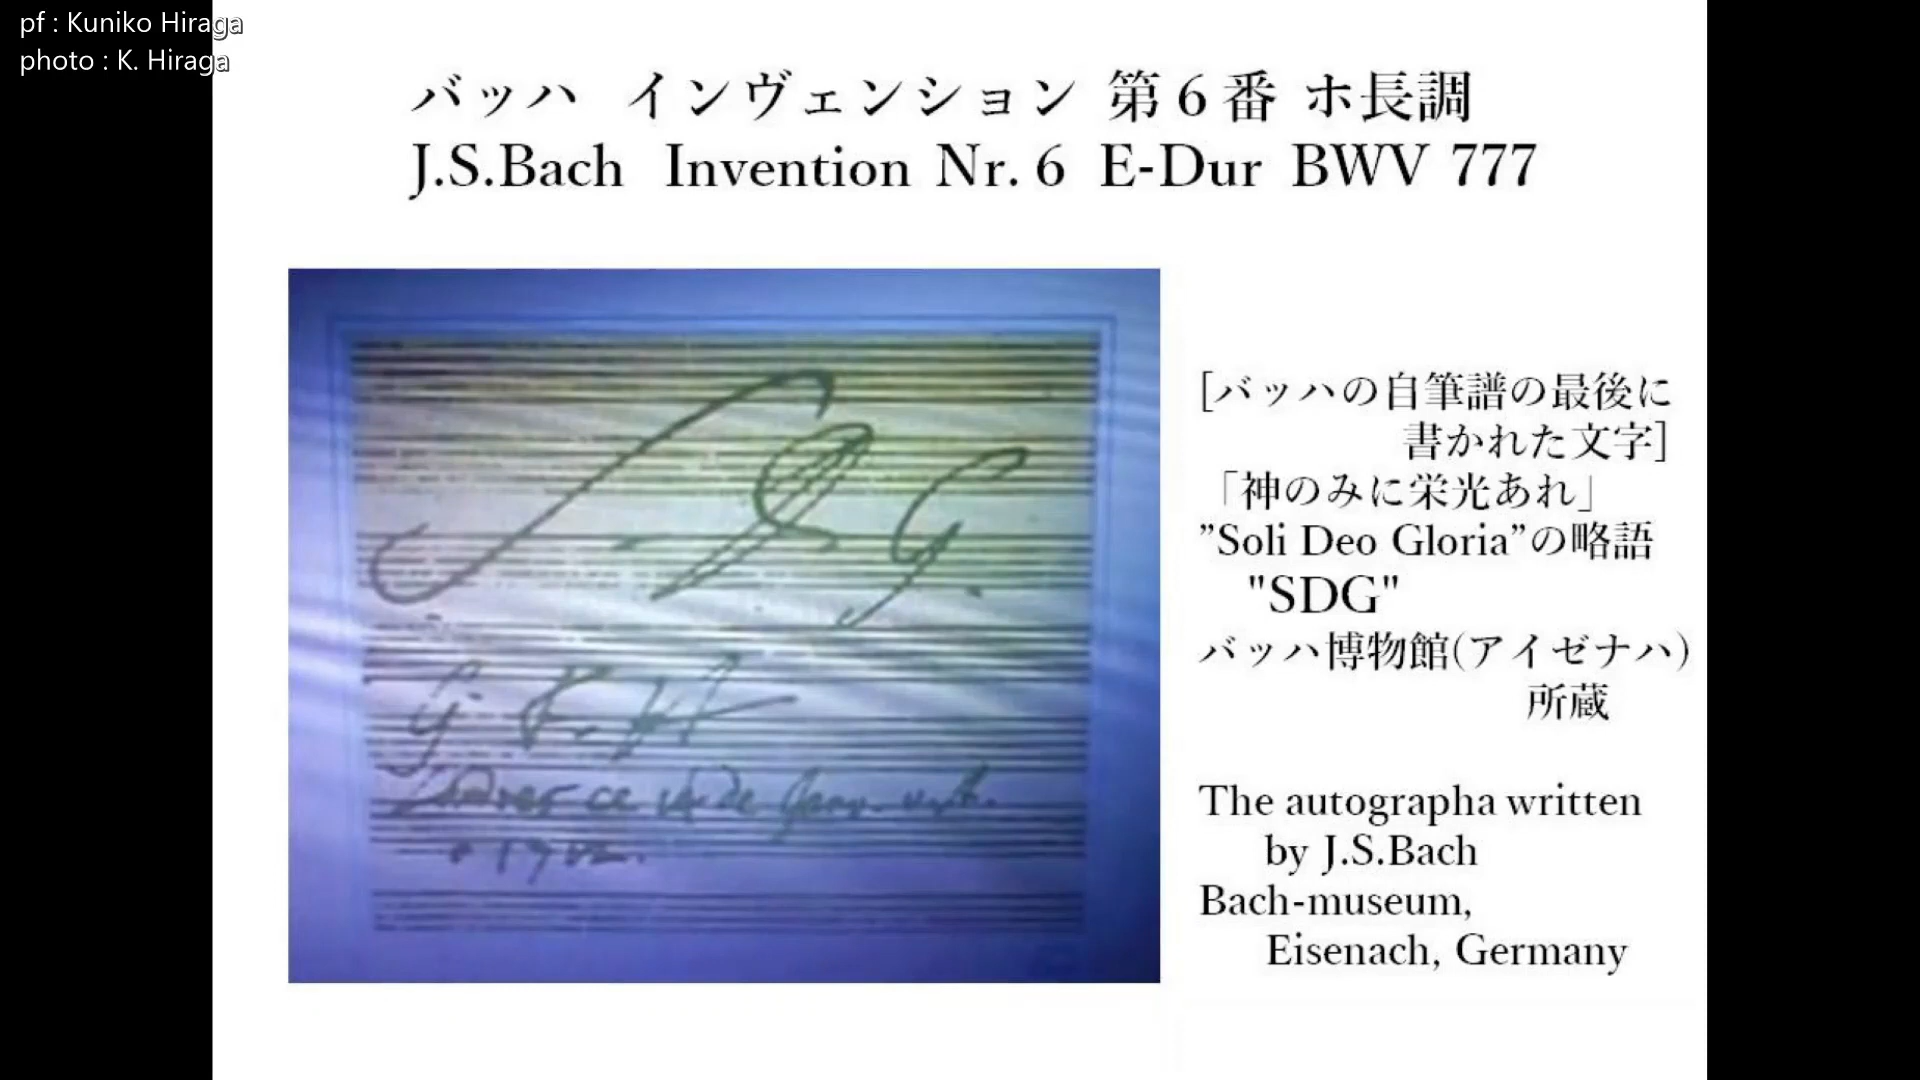 pf : Kuniko Hiraga
photo : K. Hiraga
バッハ インヴェンション 第6番 ホ長調
J.S.Bach Invention Nr. 6 E-Dur BWV 777
[バッハの自筆譜の最後に
書かれた文字]
「神のみに栄光あれ」
”Soli Deo Gloria”の略語
"SDG"
バッハ博物館(アイゼナハ)
所蔵
The autographa written
by J.S.Bach
Bach-museum,
Eisenach, Germany